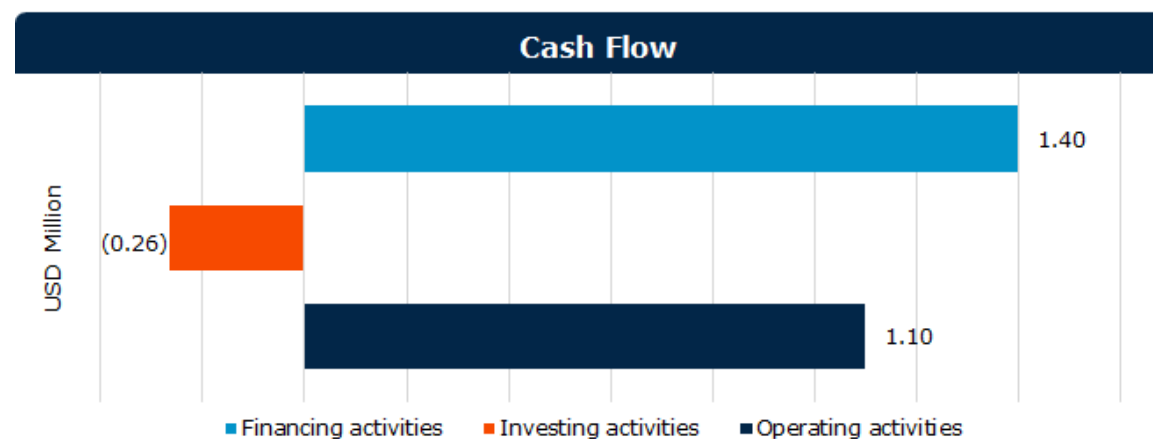 Cash Flow
1.40
USD Million
(0.26)
1.10
Financing activities
Investing activities
Operating activities